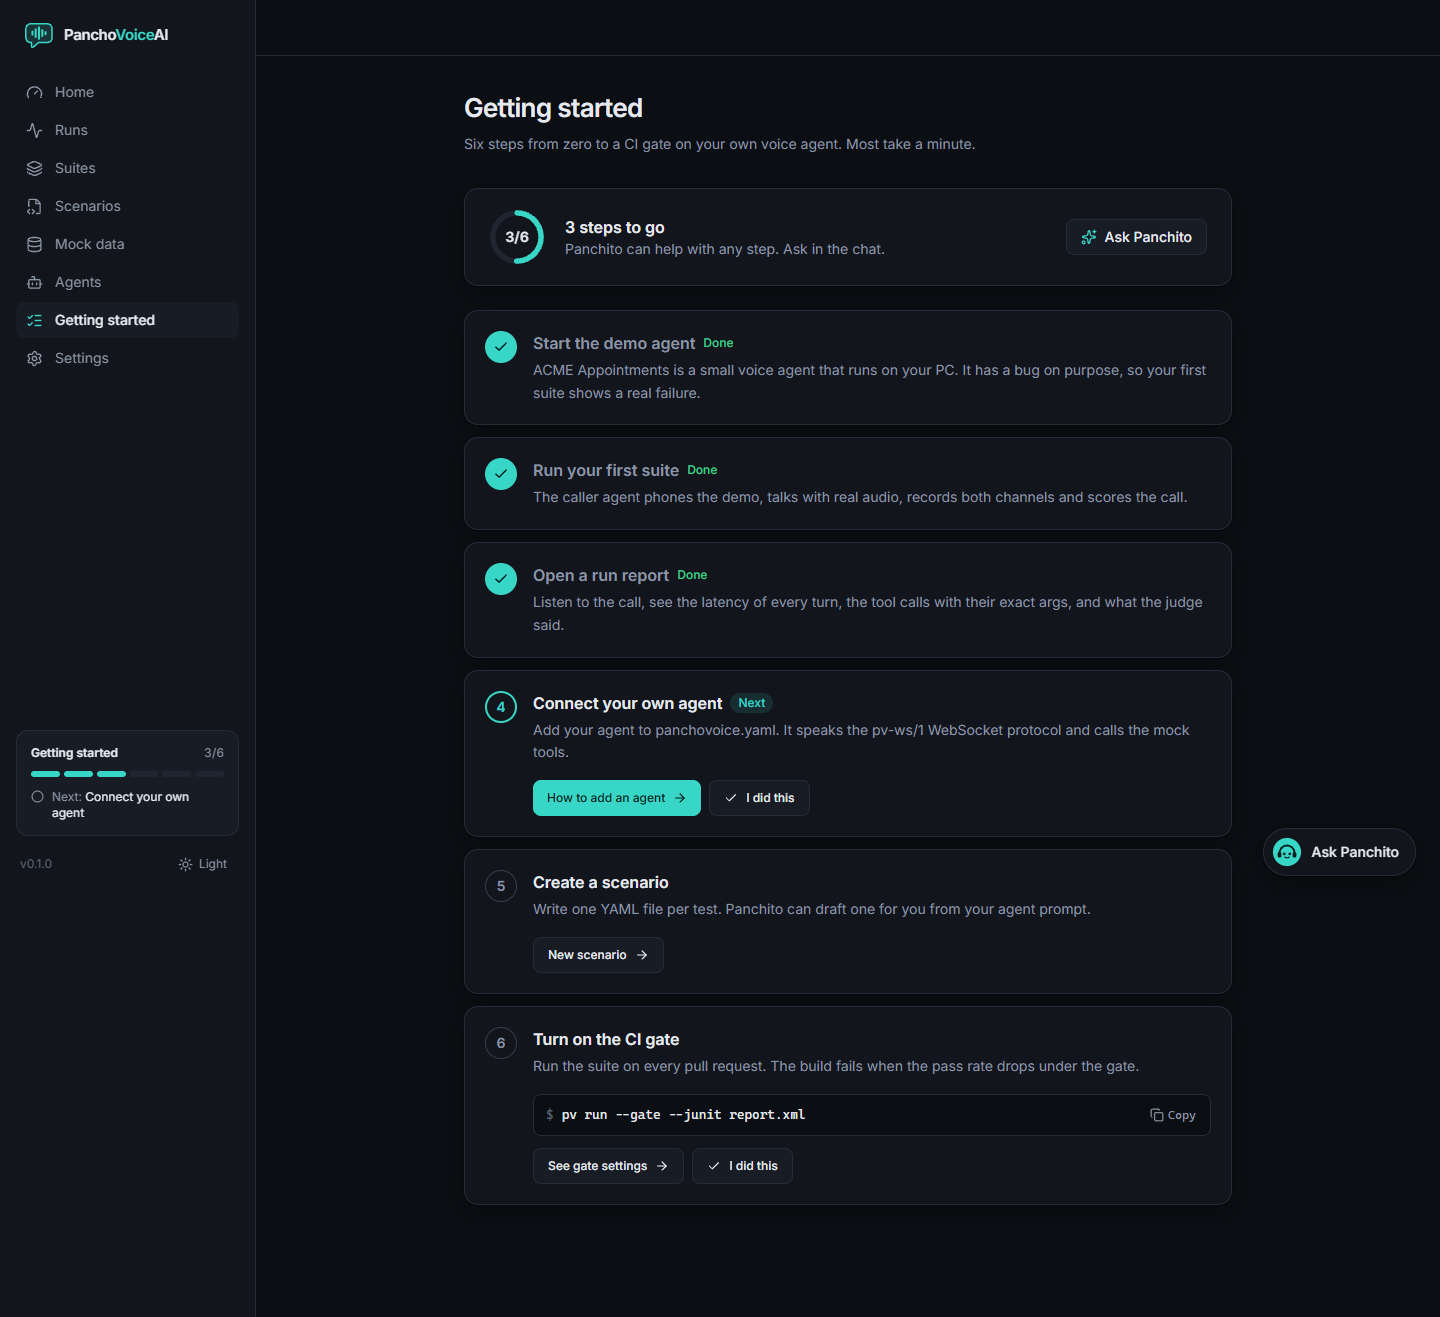 PanchoVoiceAI
Home
Runs
Suites
Scenarios
Mock data
Agents
Getting started
Settings
Getting started 3/6
Next: Connect your own
agent
v0.1.0 Light
Getting started
Six steps from zero to a CI gate on your own voice agent. Most take a minute.
3/6
3 steps to go
Panchito can help with any step. Ask in the chat.
Ask Panchito
Start the demo agent Done
ACME Appointments is a small voice agent that runs on your PC. It has a bug on purpose, so your first
suite shows a real failure.
Run your first suite Done
The caller agent phones the demo, talks with real audio, records both channels and scores the call.
Open a run report Done
Listen to the call, see the latency of every turn, the tool calls with their exact args, and what the judge
said.
4 Connect your own agent Next
Add your agent to panchovoice.yaml. It speaks the pv-ws/1 WebSocket protocol and calls the mock
tools.
How to add an agent I did this
5 Create a scenario
Write one YAML file per test. Panchito can draft one for you from your agent prompt.
New scenario
6 Turn on the CI gate
Run the suite on every pull request. The build fails when the pass rate drops under the gate.
$ pv run --gate --junit report.xml Copy
See gate settings I did this
Ask Panchito